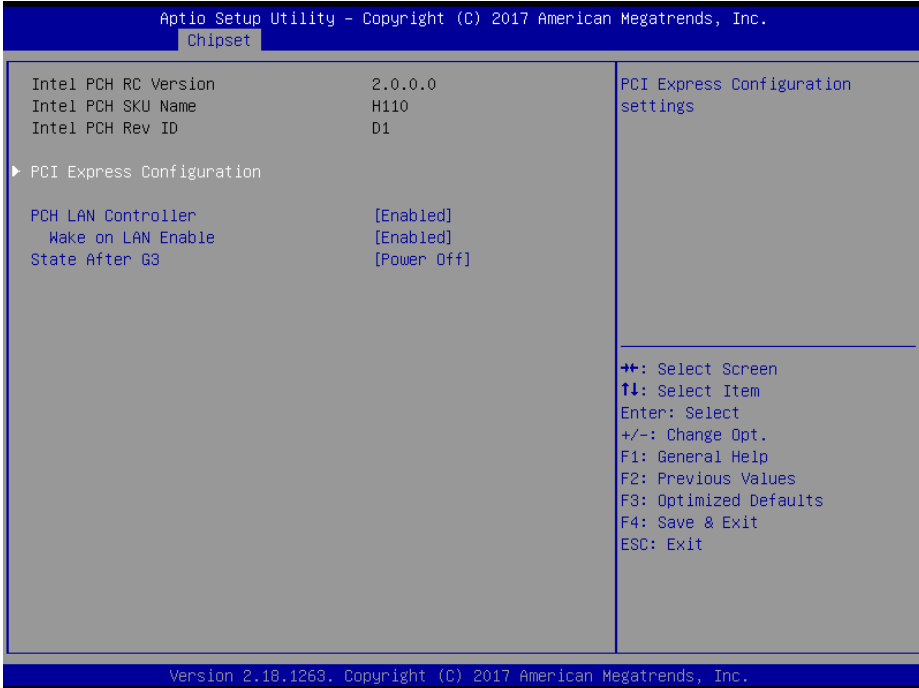 Aptio Setup Utility – Copyright (C) 2017 American Megatrends, Inc.
Chipset
Intel PCH RC Version 2.0.0.0
Intel PCH SKU Name H110
Intel PCH Rev ID D1
▶ PCI Express Configuration
PCH LAN Controller [Enabled]
Wake on LAN Enable [Enabled]
State After G3 [Power Off]
PCI Express Configuration
settings
→←: Select Screen
↑↓: Select Item
Enter: Select
+/-: Change Opt.
F1: General Help
F2: Previous Values
F3: Optimized Defaults
F4: Save & Exit
ESC: Exit
Version 2.18.1263. Copyright (C) 2017 American Megatrends, Inc.